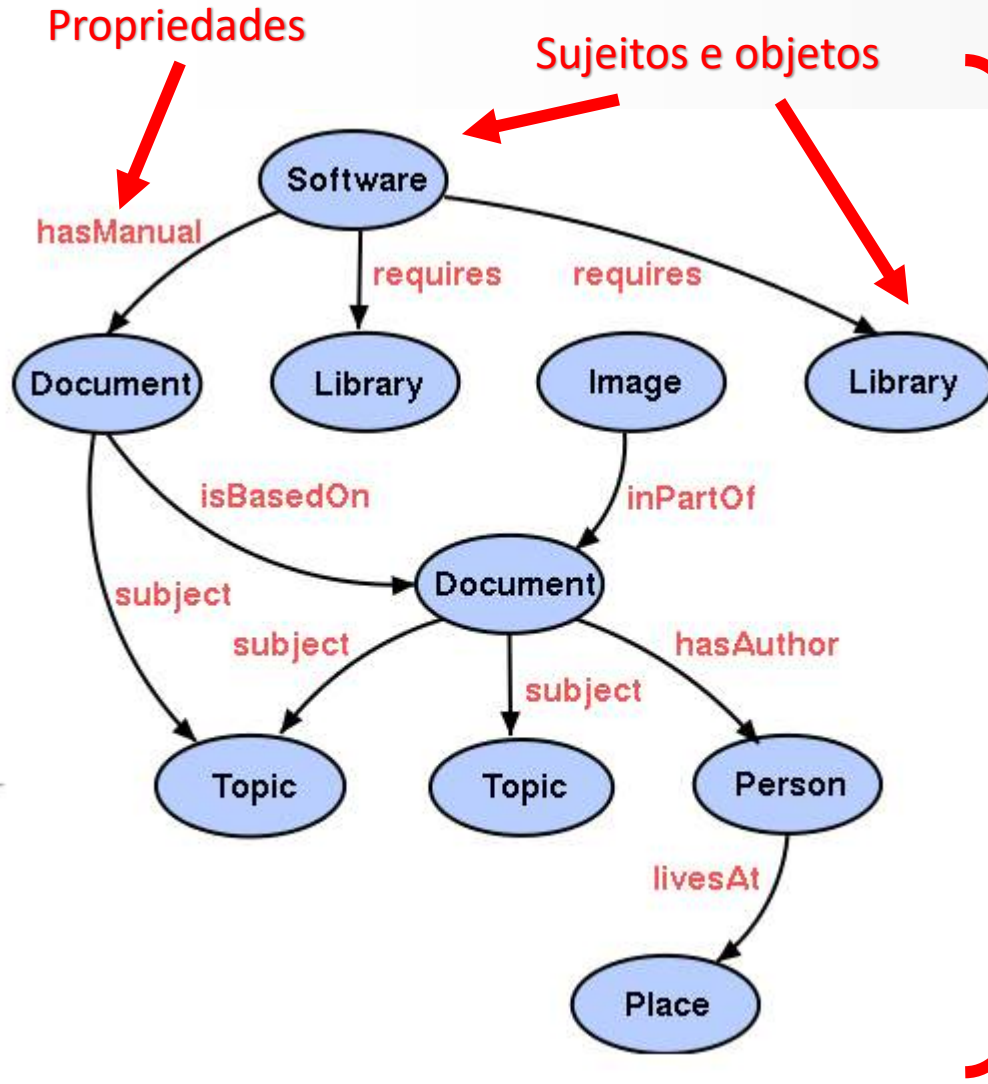 Propriedades
Sujeitos e objetos
Software
hasManual
requires
requires
Document
Library
Image
Library
isBasedOn
inPartOf
Document
subject
subject
hasAuthor
subject
Topic
Topic
Person
livesAt
Place